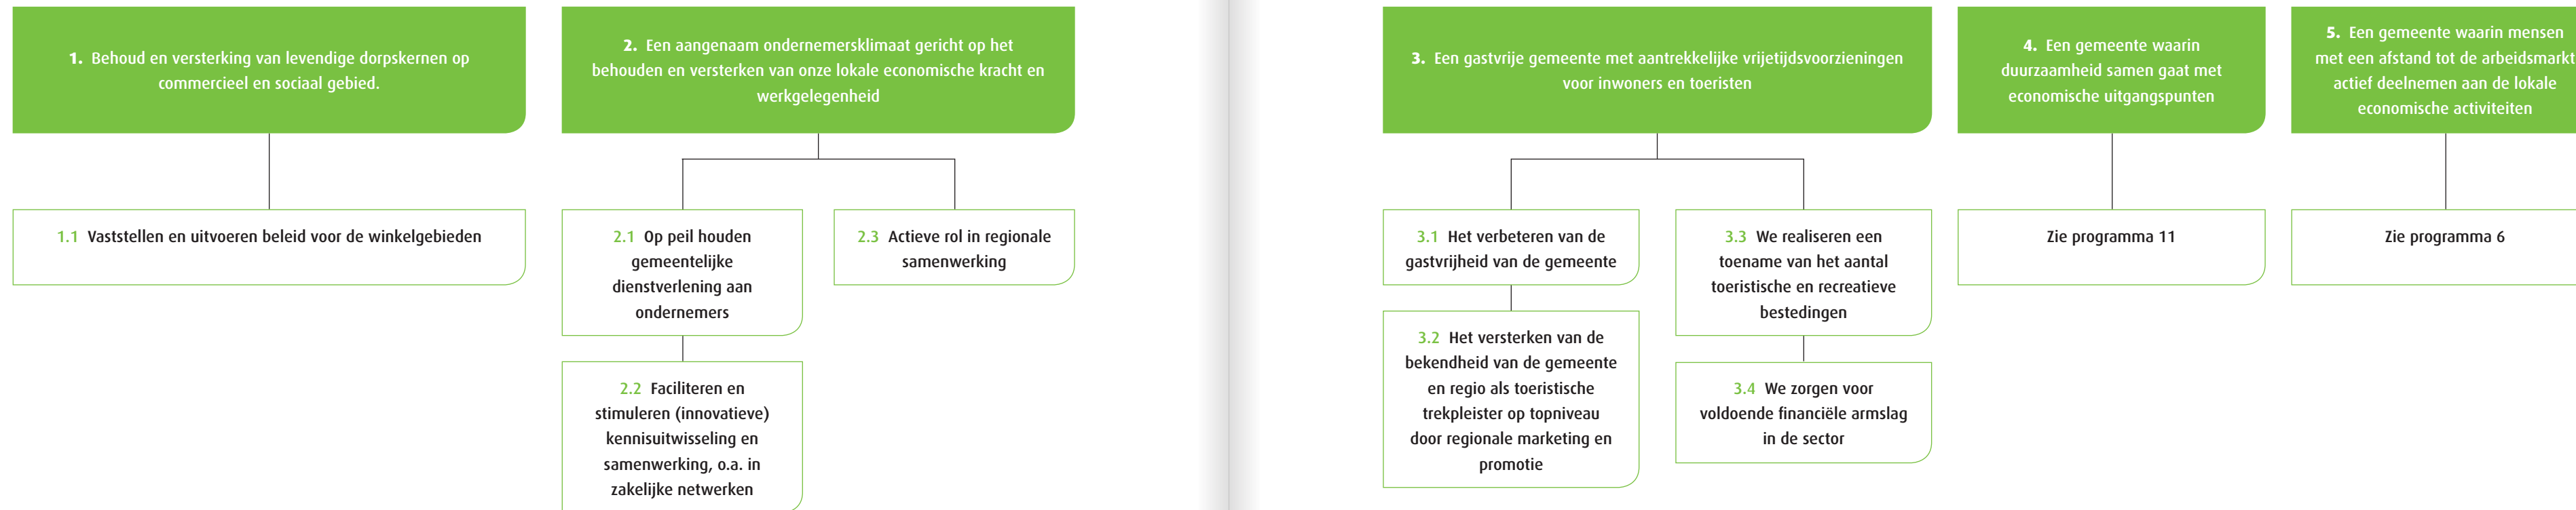 1. Behoud en versterking van levendige dorpskernen op
commercieel en sociaal gebied.
1.1 Vaststellen en uitvoeren beleid voor de winkelgebieden
2. Een aangenaam ondernemersklimaat gericht op het
behouden en versterken van onze lokale economische kracht en
werkgelegenheid
2.1 Op peil houden
gemeentelijke
dienstverlening aan
ondernemers
2.2 Faciliteren en
stimuleren (innovatieve)
kennisuitwisseling en
samenwerking, o.a. in
zakelijke netwerken
2.3 Actieve rol in regionale
samenwerking
3. Een gastvrije gemeente met aantrekkelijke vrijetijdsvoorzieningen
voor inwoners en toeristen
3.1 Het verbeteren van de
gastvrijheid van de gemeente
3.2 Het versterken van de
bekendheid van de gemeente
en regio als toeristische
trekpleister op topniveau
door regionale marketing en
promotie
3.3 We realiseren een
toename van het aantal
toeristische en recreatieve
bestedingen
3.4 We zorgen voor
voldoende financiële armslag
in de sector
4. Een gemeente waarin
duurzaamheid samen gaat met
economische uitgangspunten
Zie programma 11
5. Een gemeente waarin mensen
met een afstand tot de arbeidsmarkt
actief deelnemen aan de lokale
economische activiteiten
Zie programma 6